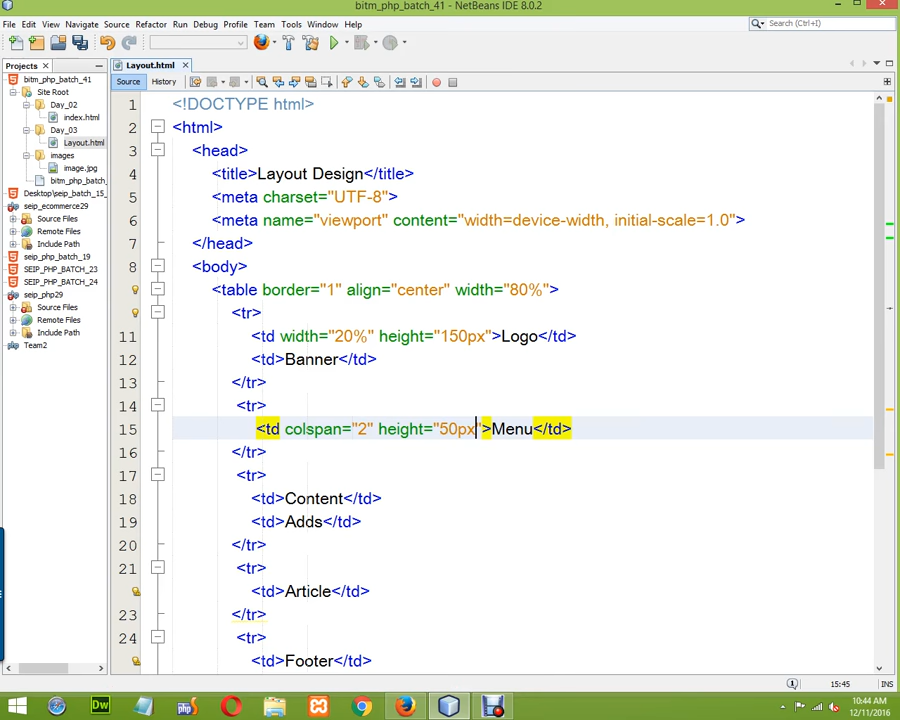 bitm_php_batch_41 - NetBeans IDE 8.0.2
File Edit View Navigate Source Refactor Run Debug Profile Team Tools Window Help
Search (Ctrl+I)
Projects
Layout.html
bitm_php_batch_41
Site Root
Day_02
index.html
Day_03
Layout.html
images
image.jpg
bitm_php_batch_
Desktop\seip_batch_15_
seip_ecommerce29
Source Files
Remote Files
Include Path
seip_php_batch_19
SEIP_PHP_BATCH_23
SEIP_PHP_BATCH_24
seip_php29
Source Files
Remote Files
Include Path
Team2
Source History
1 <!DOCTYPE html>
2 <html>
3 <head>
4 <title>Layout Design</title>
5 <meta charset="UTF-8">
6 <meta name="viewport" content="width=device-width, initial-scale=1.0">
7 </head>
8 <body>
<table border="1" align="center" width="80%">
<tr>
11 <td width="20%" height="150px">Logo</td>
12 <td>Banner</td>
13 </tr>
14 <tr>
15 <td colspan="2" height="50px">Menu</td>
16 </tr>
17 <tr>
18 <td>Content</td>
19 <td>Adds</td>
20 </tr>
21 <tr>
<td>Article</td>
23 </tr>
24 <tr>
<td>Footer</td>
15:45 INS
Dw
php
10:44 AM
12/11/2016